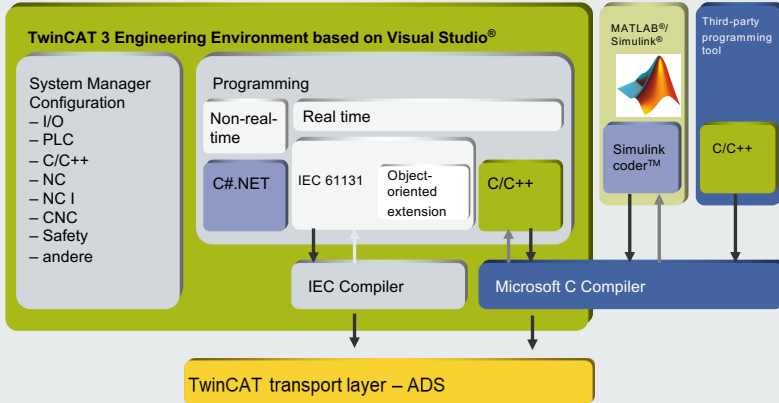 TwinCAT 3 Engineering Environment based on Visual Studio®
System Manager
Configuration
– I/O
– PLC
– C/C++
– NC
– NC I
– CNC
– Safety
– andere
Programming
Non-real-
time
Real time
C#.NET
IEC 61131
Object-
oriented
extension
C/C++
MATLAB®/
Simulink®
Simulink
coder™
Third-party
programming
tool
C/C++
IEC Compiler
Microsoft C Compiler
TwinCAT transport layer – ADS